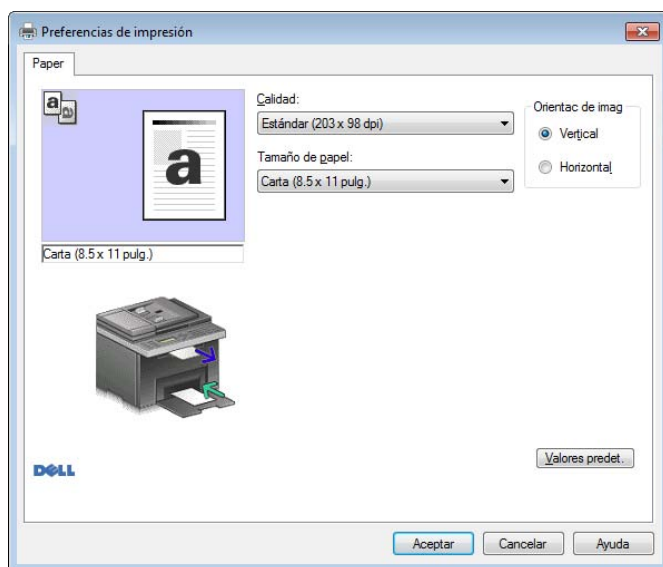 Preferencias de impresión
Paper
a
a
a
Calidad:
Estándar (203 x 98 dpi)
Tamaño de papel:
Carta (8.5 x 11 pulg.)
Orientac de imag
Vertical
Horizontal
Carta (8.5 x 11 pulg.)
DELL
Valores predet.
Aceptar
Cancelar
Ayuda